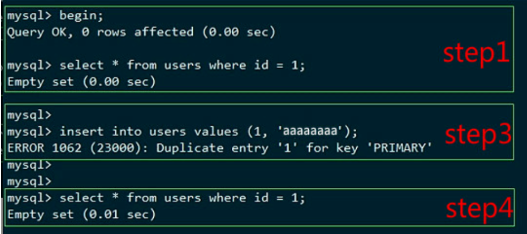 mysql> begin;
Query OK, 0 rows affected (0.00 sec)
step1
mysql> select * from users where id = 1;
Empty set (0.00 sec)
mysql>
mysql> insert into users values (1, 'aaaaaaaa');
step3
ERROR 1062 (23000): Duplicate entry '1' for key 'PRIMARY'
mysql>
mysql>
mysql> select * from users where id = 1;
step4
Empty set (0.01 sec)